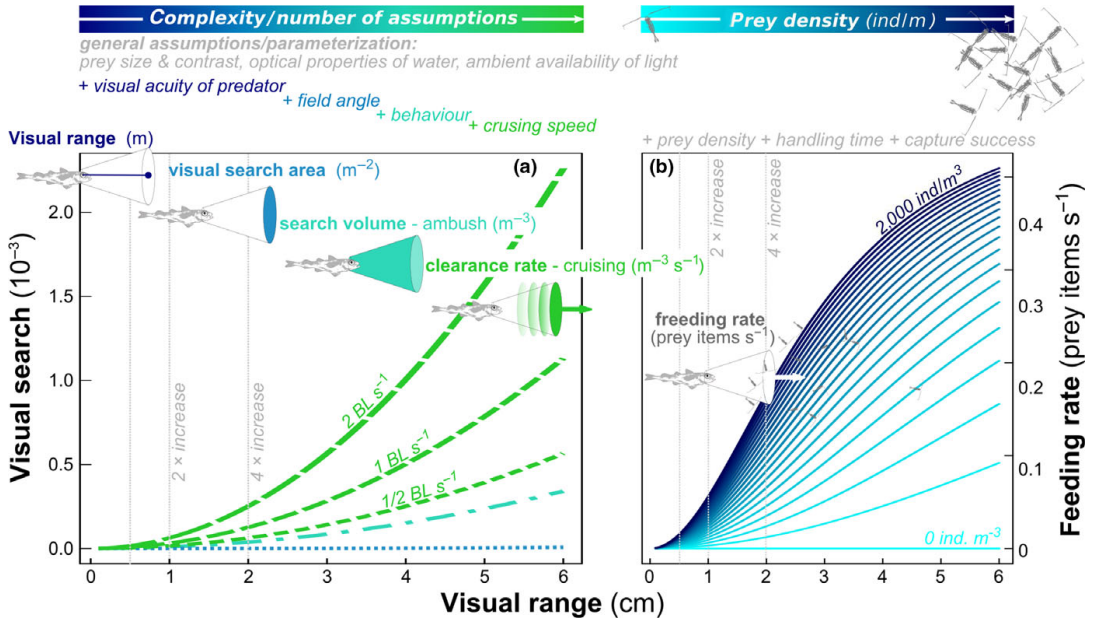 Complexity/number of assumptions
general assumptions/parameterization:
prey size & contrast, optical properties of water, ambient availability of light
+ visual acuity of predator
+ field angle
+ behaviour
+ crusing speed
Visual range (m)
(a)
visual search area (m⁻²)
search volume - ambush (m⁻³)
clearance rate - cruising (m⁻³ s⁻¹)
2 × increase
4 × increase
2 BL s⁻¹
1 BL s⁻¹
1/2 BL s⁻¹
Visual search (10⁻³)
2.0
1.5
1.0
0.5
0.0
0 1 2 3 4 5 6
Prey density (ind/m)
+ prey density + handling time + capture success
(b)
2,000 ind/m³
2 × increase
4 × increase
freeding rate
(prey items s⁻¹)
0 ind. m⁻³
0.4
0.3
0.2
0.1
0
Feeding rate (prey items s⁻¹)
0 1 2 3 4 5 6
Visual range (cm)